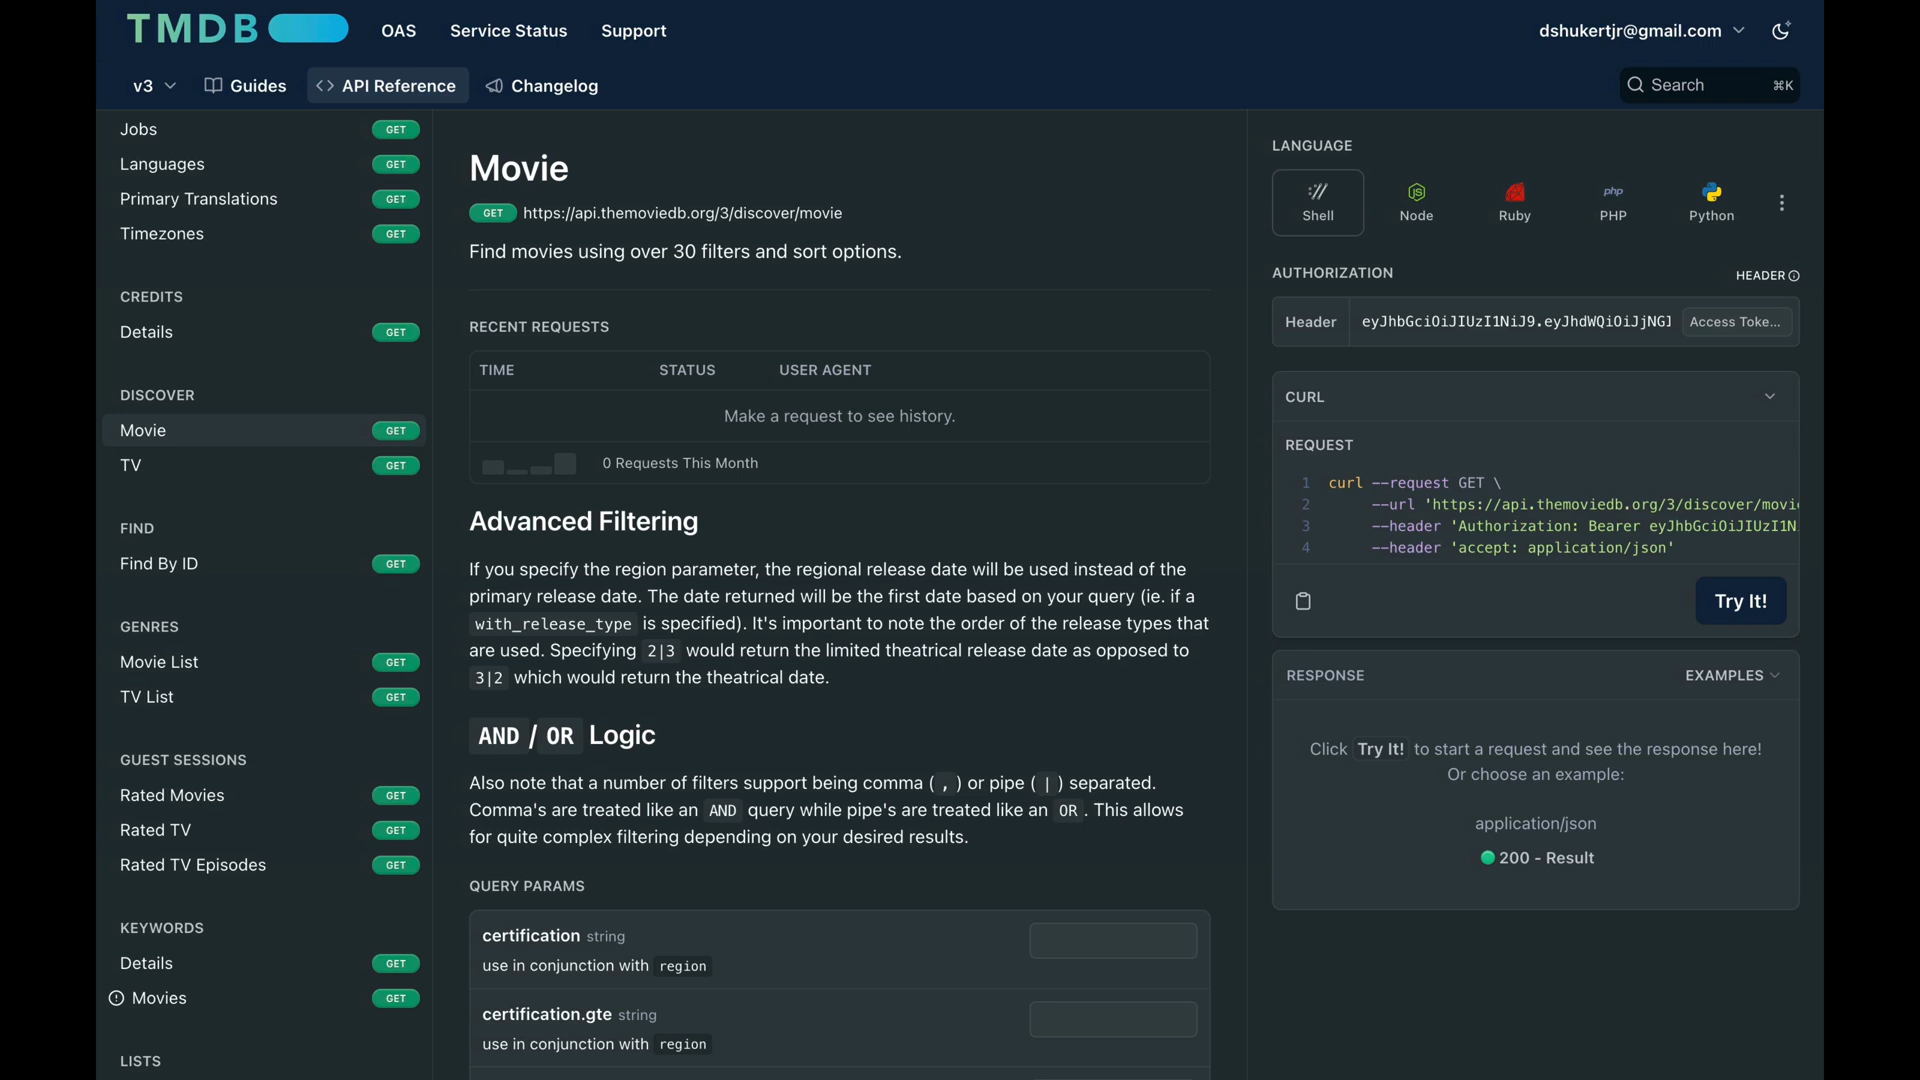 TMDB
OAS
Service Status
Support
dshukertjr@gmail.com
v3
Guides
<> API Reference
Changelog
Search
⌘K
Jobs GET
Languages GET
Primary Translations GET
Timezones GET
CREDITS
Details GET
DISCOVER
Movie GET
TV GET
FIND
Find By ID GET
GENRES
Movie List GET
TV List GET
GUEST SESSIONS
Rated Movies GET
Rated TV GET
Rated TV Episodes GET
KEYWORDS
Details GET
Movies GET
LISTS
Movie
GET https://api.themoviedb.org/3/discover/movie
Find movies using over 30 filters and sort options.
RECENT REQUESTS
TIME STATUS USER AGENT
Make a request to see history.
0 Requests This Month
Advanced Filtering
If you specify the region parameter, the regional release date will be used instead of the
primary release date. The date returned will be the first date based on your query (ie. if a
with_release_type is specified). It's important to note the order of the release types that
are used. Specifying 2|3 would return the limited theatrical release date as opposed to
3|2 which would return the theatrical date.
AND / OR Logic
Also note that a number of filters support being comma ( , ) or pipe ( | ) separated.
Comma's are treated like an AND query while pipe's are treated like an OR. This allows
for quite complex filtering depending on your desired results.
QUERY PARAMS
certification string
use in conjunction with region
certification.gte string
use in conjunction with region
LANGUAGE
Shell
Node
Ruby
php
PHP
Python
AUTHORIZATION
HEADER
Header eyJhbGciOiJIUzI1NiJ9.eyJhdWQiOiJjNGI Access Toke...
CURL
REQUEST
1 curl --request GET \
2 --url 'https://api.themoviedb.org/3/discover/movi
3 --header 'Authorization: Bearer eyJhbGciOiJIUzI1N
4 --header 'accept: application/json'
Try It!
RESPONSE
EXAMPLES
Click Try It! to start a request and see the response here!
Or choose an example:
application/json
200 - Result